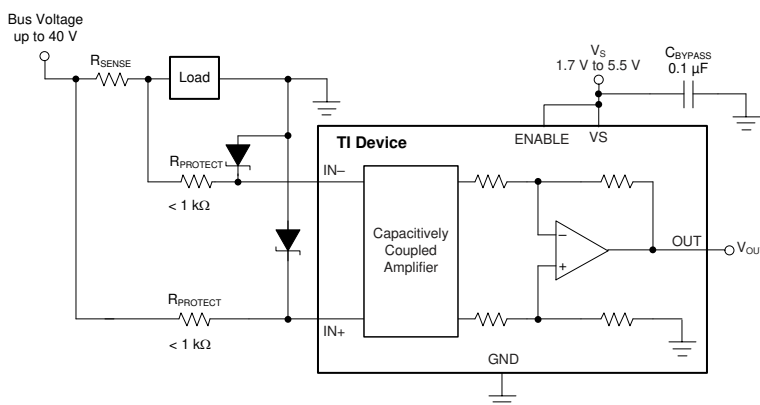 Bus Voltage
up to 40 V
RSENSE
Load
VS
1.7 V to 5.5 V
CBYPASS
0.1 µF
ENABLE
VS
TI Device
RPROTECT
< 1 kΩ
IN–
Capacitively
Coupled
Amplifier
–
+
OUT
VOU
RPROTECT
< 1 kΩ
IN+
GND